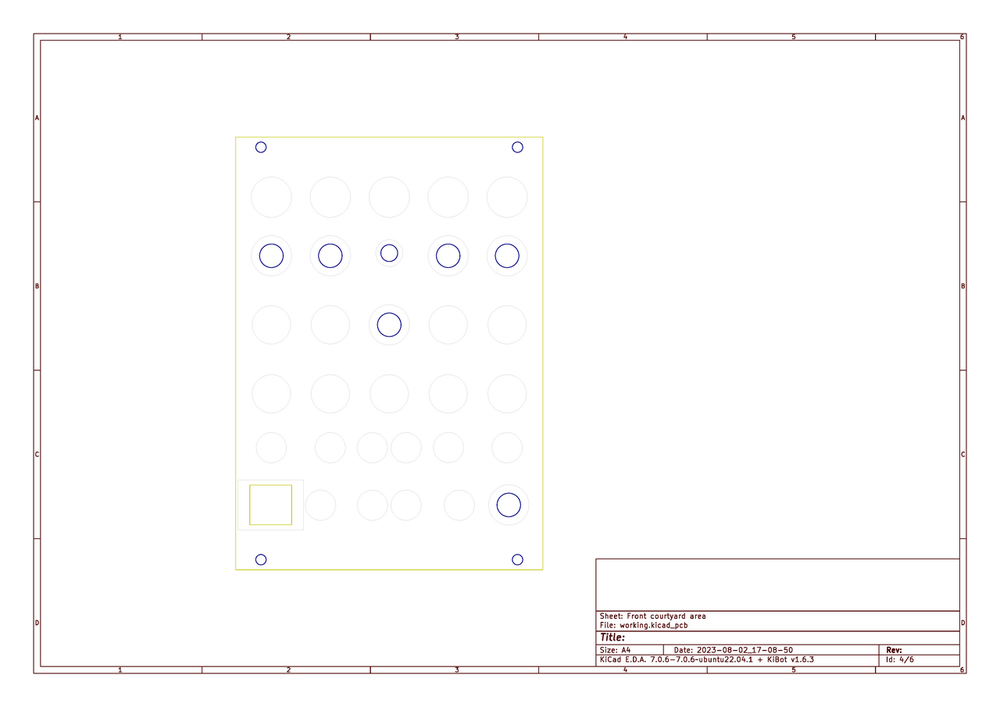 1 2 3 4 5 6
A A
B B
C C
D D
Sheet: Front courtyard area
File: working.kicad_pcb
Title:
Size: A4 Date: 2023-08-02_17-08-50 Rev:
KiCad E.D.A. 7.0.6-7.0.6~ubuntu22.04.1 + KiBot v1.6.3 Id: 4/6
1 2 3 4 5 6